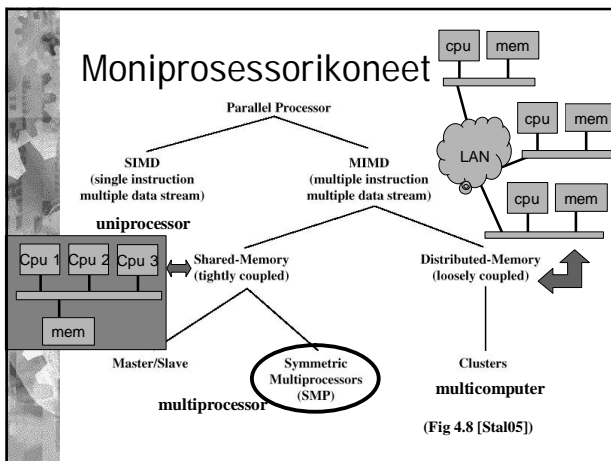 Moniprosessorikoneet
cpu mem
cpu mem
LAN
cpu mem
Parallel Processor
SIMD
(single instruction
multiple data stream)
uniprocessor
MIMD
(multiple instruction
multiple data stream)
Cpu 1 Cpu 2 Cpu 3
mem
Shared-Memory
(tightly coupled)
Distributed-Memory
(loosely coupled)
Master/Slave
Symmetric
Multiprocessors
(SMP)
multiprocessor
Clusters
multicomputer
(Fig 4.8 [Stal05])